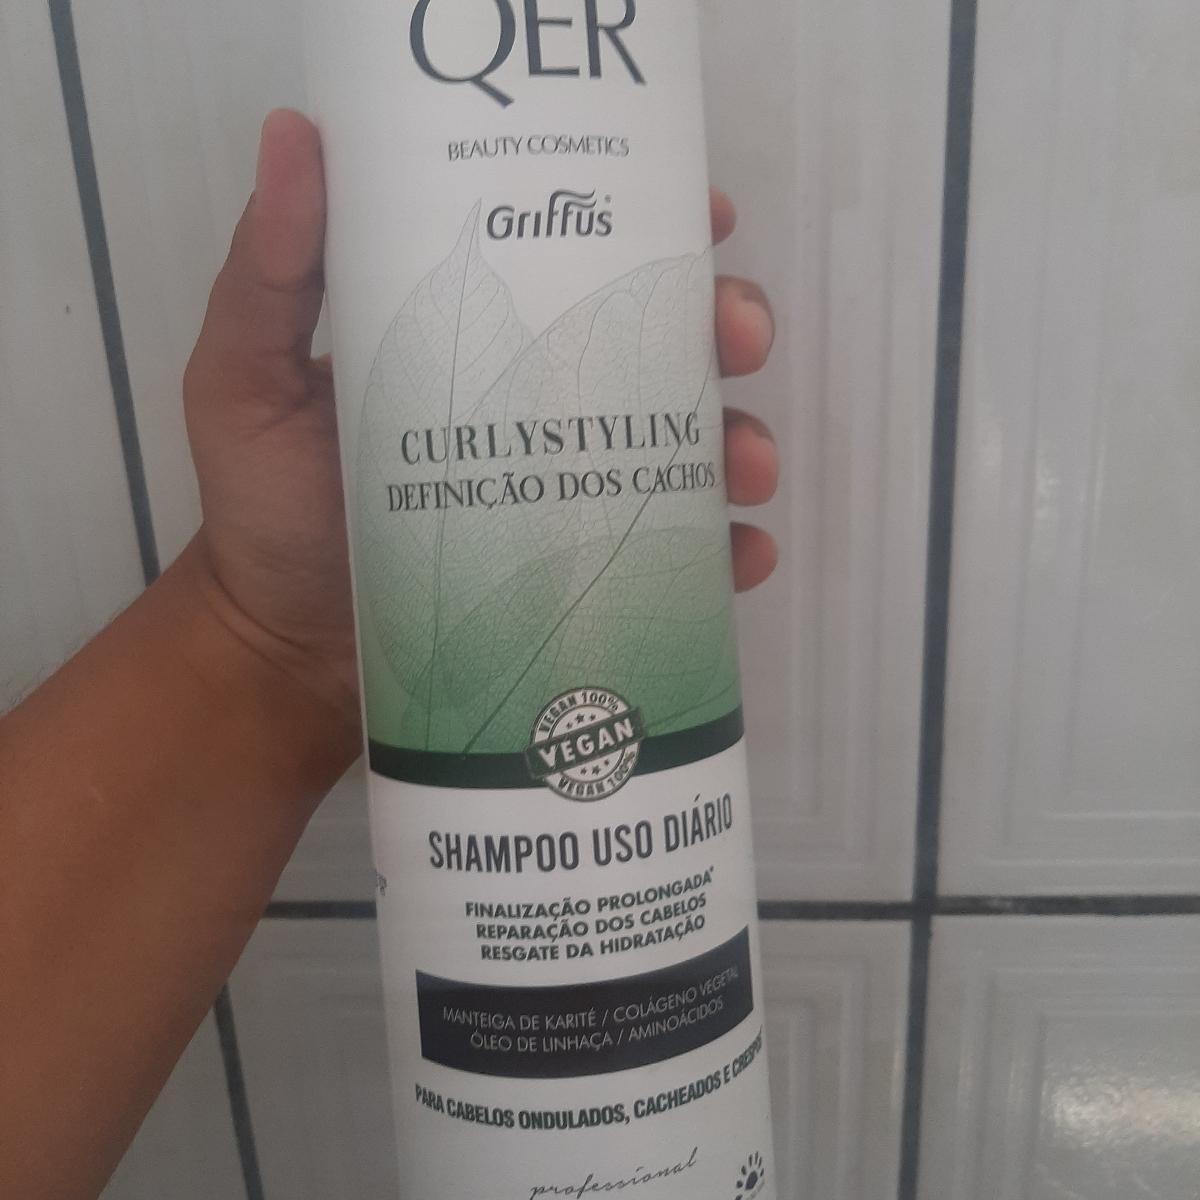 QER
BEAUTY COSMETICS
Griffus
CURLYSTYLING
DEFINIÇÃO DOS CACHOS
VEGAN 100%
VEGAN
VEGAN 100%
SHAMPOO USO DIÁRIO
FINALIZAÇÃO PROLONGADA*
REPARAÇÃO DOS CABELOS
RESGATE DA HIDRATAÇÃO
MANTEIGA DE KARITÉ / COLÁGENO VEGETAL
ÓLEO DE LINHAÇA / AMINOÁCIDOS
PARA CABELOS ONDULADOS, CACHEADOS E CRESPOS
professional